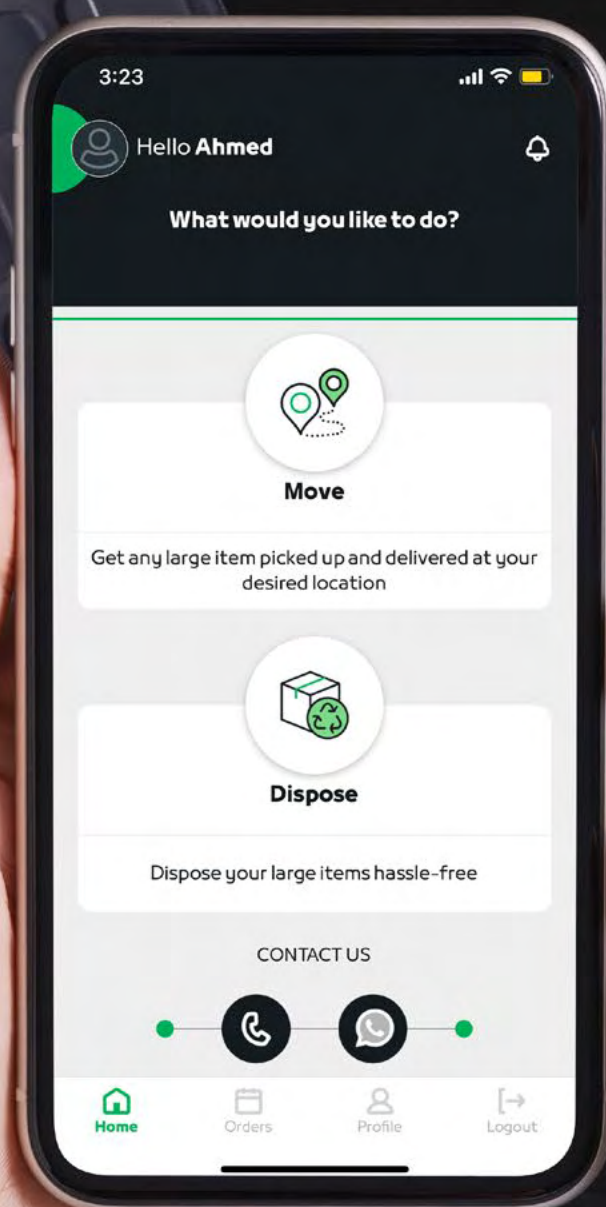 3:23
Hello Ahmed
What would you like to do?
Move
Get any large item picked up and delivered at your
desired location
Dispose
Dispose your large items hassle-free
CONTACT US
Home
Orders
Profile
Logout